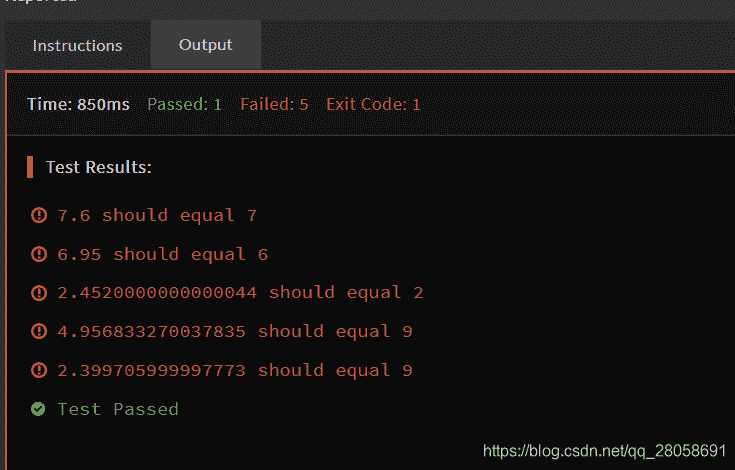 Instructions Output
Time: 850ms Passed: 1 Failed: 5 Exit Code: 1
Test Results:
7.6 should equal 7
6.95 should equal 6
2.4520000000000044 should equal 2
4.956833270037835 should equal 9
2.399705999997773 should equal 9
Test Passed
https://blog.csdn.net/qq_28058691